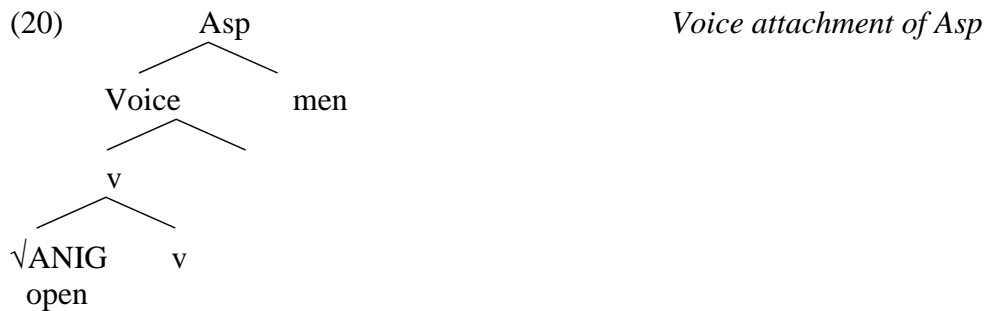 (20) Asp Voice attachment of Asp
Voice men
v
√ANIG v
open